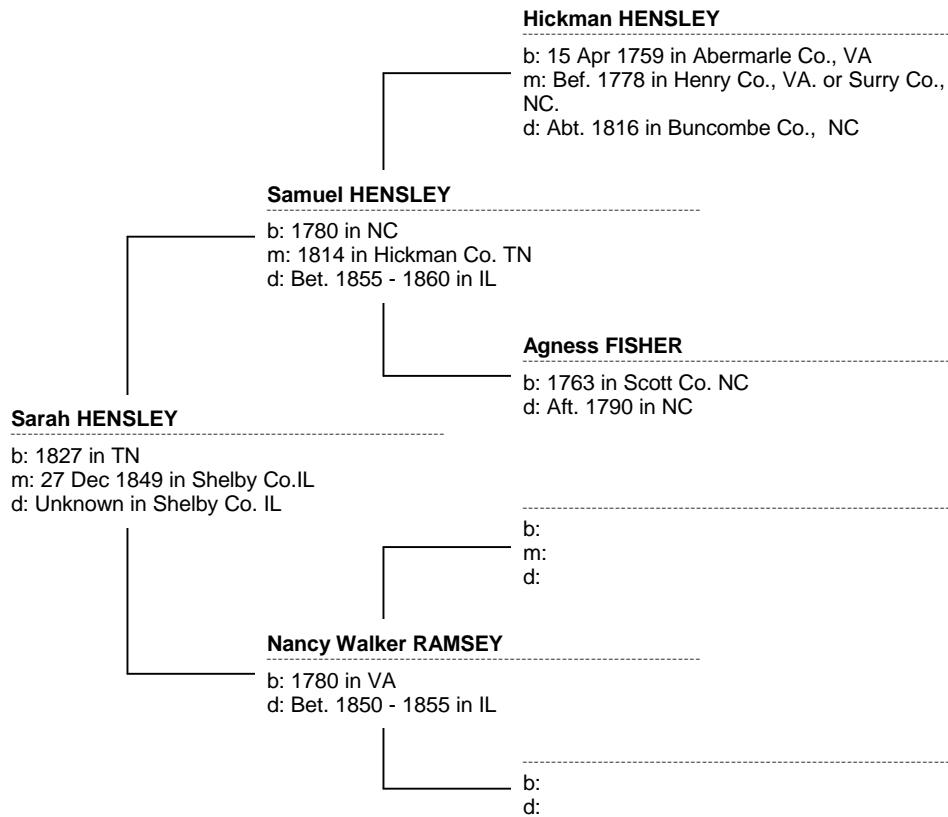 Hickman HENSLEY
b: 15 Apr 1759 in Abermarle Co., VA
m: Bef. 1778 in Henry Co., VA. or Surry Co.,
NC.
d: Abt. 1816 in Buncombe Co.,  NC
Samuel HENSLEY
b: 1780 in NC
m: 1814 in Hickman Co. TN
d: Bet. 1855 - 1860 in IL
Agness FISHER
b: 1763 in Scott Co. NC
d: Aft. 1790 in NC
Sarah HENSLEY
b: 1827 in TN
m: 27 Dec 1849 in Shelby Co.IL
d: Unknown in Shelby Co. IL
b:
m:
d:
Nancy Walker RAMSEY
b: 1780 in VA
d: Bet. 1850 - 1855 in IL
b:
d: